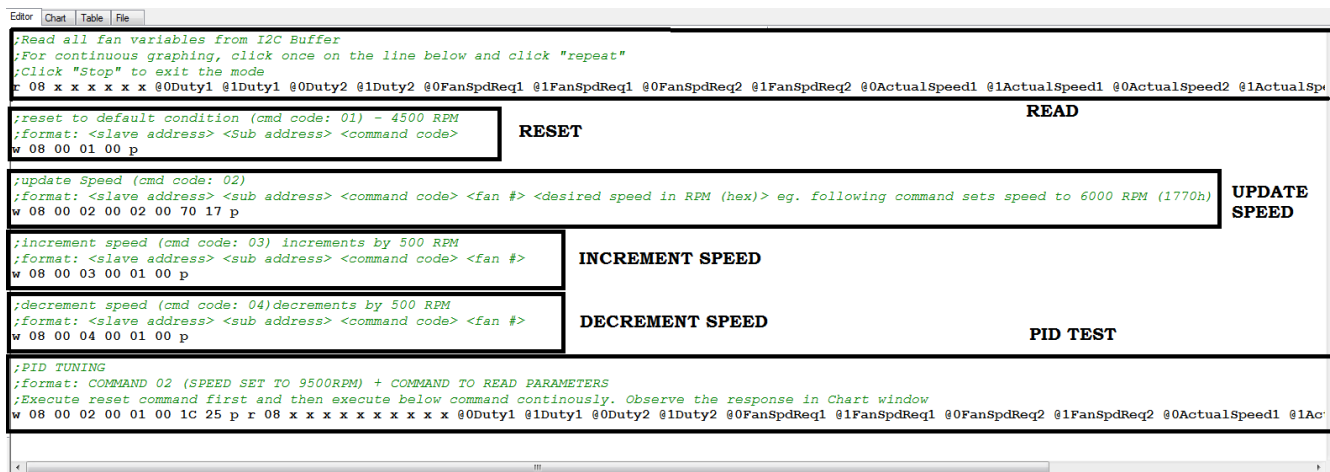 Editor Chart Table File
;Read all fan variables from I2C Buffer
;For continuous graphing, click once on the line below and click "repeat"
;Click "Stop" to exit the mode
r 08 x x x x x x @0Duty1 @1Duty1 @0Duty2 @1Duty2 @0FanSpdReq1 @1FanSpdReq1 @0FanSpdReq2 @1FanSpdReq2 @0ActualSpeed1 @1ActualSpeed1 @0ActualSpeed2 @1ActualSpe
READ
;reset to default condition (cmd code: 01) - 4500 RPM
;format: <slave address> <Sub address> <command code>
w 08 00 01 00 p
RESET
;update Speed (cmd code: 02)
;format: <slave address> <sub address> <command code> <fan #> <desired speed in RPM (hex)> eg. following command sets speed to 6000 RPM (1770h)
w 08 00 02 00 02 00 70 17 p
UPDATE
SPEED
;increment speed (cmd code: 03) increments by 500 RPM
;format: <slave address> <sub address> <command code> <fan #>
w 08 00 03 00 01 00 p
INCREMENT SPEED
;decrement speed (cmd code: 04)decrements by 500 RPM
;format: <slave address> <sub address> <command code> <fan #>
w 08 00 04 00 01 00 p
DECREMENT SPEED
PID TEST
;PID TUNING
;format: COMMAND 02 (SPEED SET TO 9500RPM) + COMMAND TO READ PARAMETERS
;Execute reset command first and then execute below command continously. Observe the response in Chart window
w 08 00 02 00 01 00 1C 25 p r 08 x x x x x x x x x x @0Duty1 @1Duty1 @0Duty2 @1Duty2 @0FanSpdReq1 @1FanSpdReq1 @0FanSpdReq2 @1FanSpdReq2 @0ActualSpeed1 @1Ac